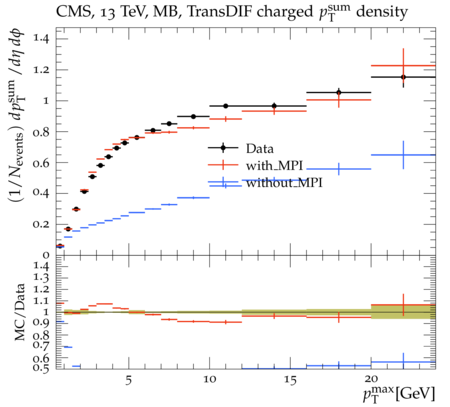 CMS, 13 TeV, MB, TransDIF charged p_T^sum density
(1/N_events) dp_T^sum/dη dφ
1.4
1.2
1
0.8
0.6
0.4
0.2
0
Data
with_MPI
without_MPI
MC/Data
1.4
1.3
1.2
1.1
1
0.9
0.8
0.7
0.6
0.5
5 10 15 20
p_T^max[GeV]